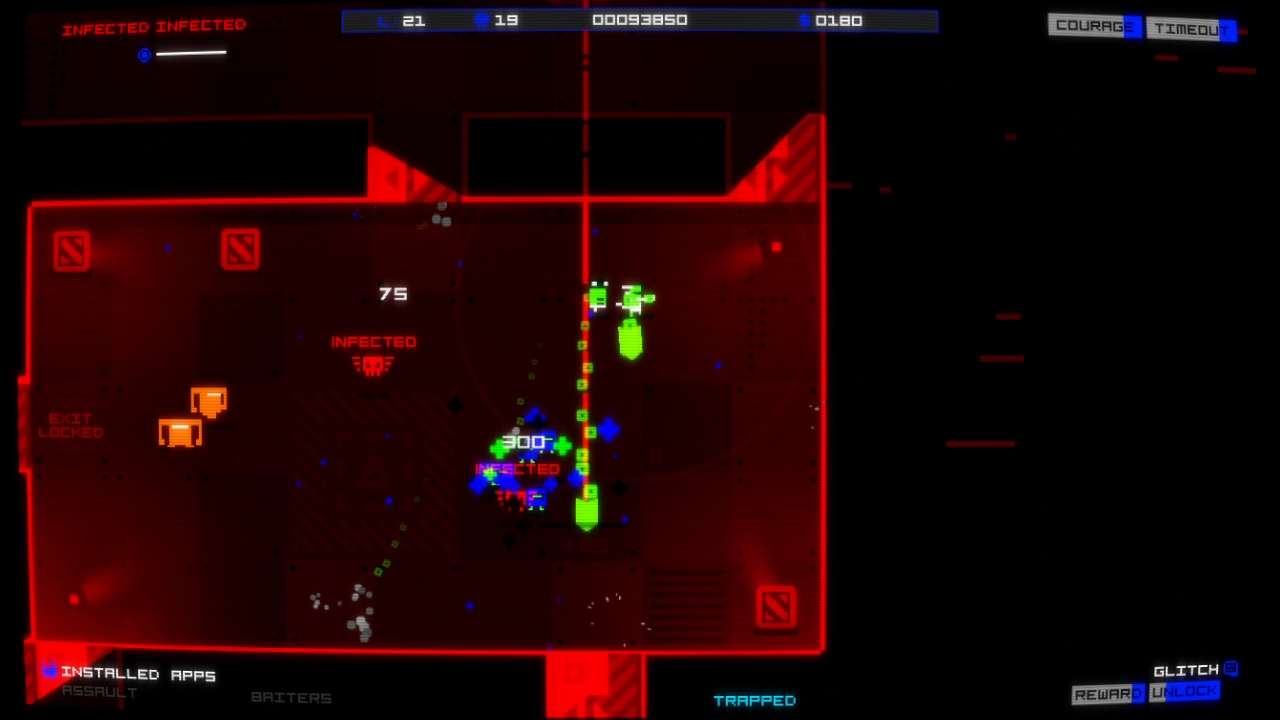 INFECTED INFECTED
L 21
19
00093850
$ 0180
COURAGE
TIMEOUT
75
INFECTED
EXIT
LOCKED
300
INFECTED
INSTALLED APPS
ASSAULT
BAITERS
TRAPPED
GLITCH
REWARD
UNLOCK